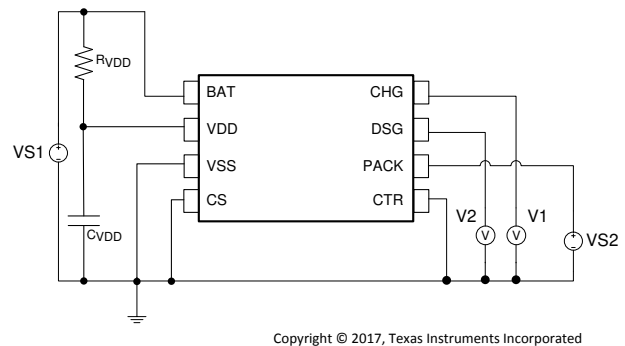 RVDD
BAT
CHG
VDD
DSG
VS1
VSS
PACK
CS
CTR
V2
V1
V
V
VS2
CVDD
Copyright © 2017, Texas Instruments Incorporated